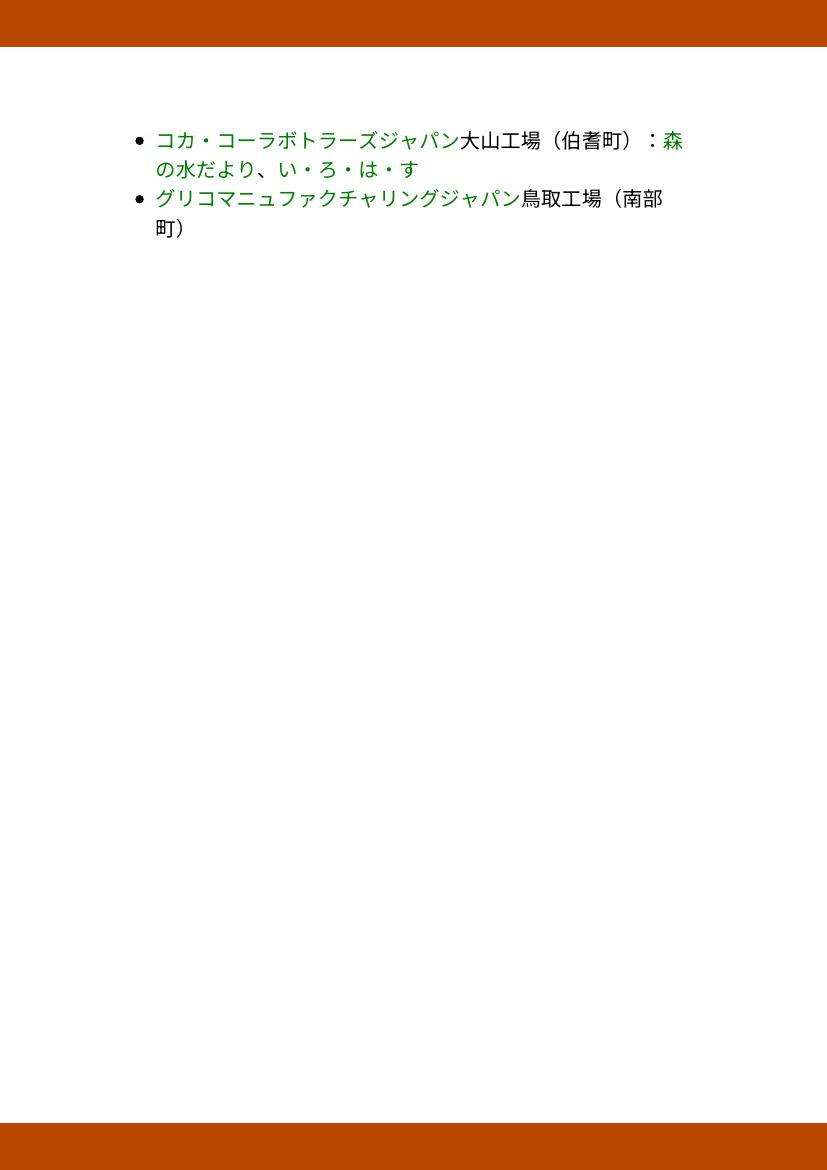 • コカ・コーラボトラーズジャパン大山工場（伯耆町）：森
の水だより、い・ろ・は・す
• グリコマニュファクチャリングジャパン鳥取工場（南部
町）